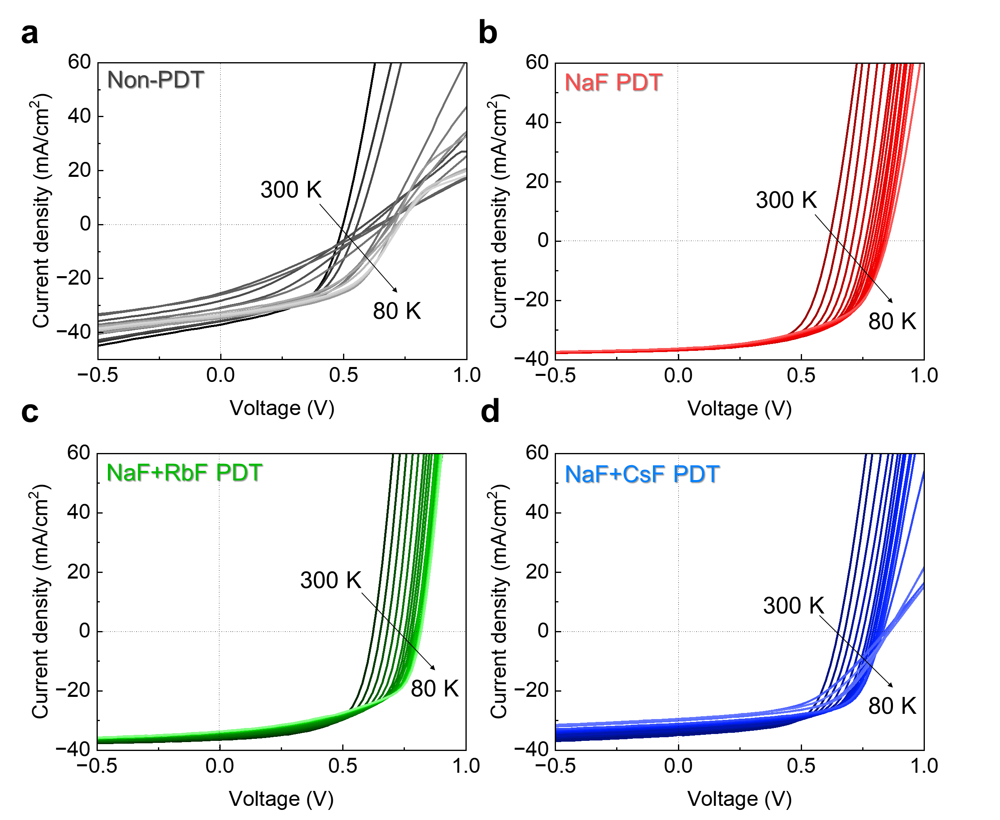 a
Non-PDT
60
40
20
0
−20
−40
−0.5
0.0
0.5
1.0
300 K
80 K
Current density (mA/cm²)
Voltage (V)
b
NaF PDT
60
40
20
0
−20
−40
−0.5
0.0
0.5
1.0
300 K
80 K
Current density (mA/cm²)
Voltage (V)
c
NaF+RbF PDT
60
40
20
0
−20
−40
−0.5
0.0
0.5
1.0
300 K
80 K
Current density (mA/cm²)
Voltage (V)
d
NaF+CsF PDT
60
40
20
0
−20
−40
−0.5
0.0
0.5
1.0
300 K
80 K
Current density (mA/cm²)
Voltage (V)